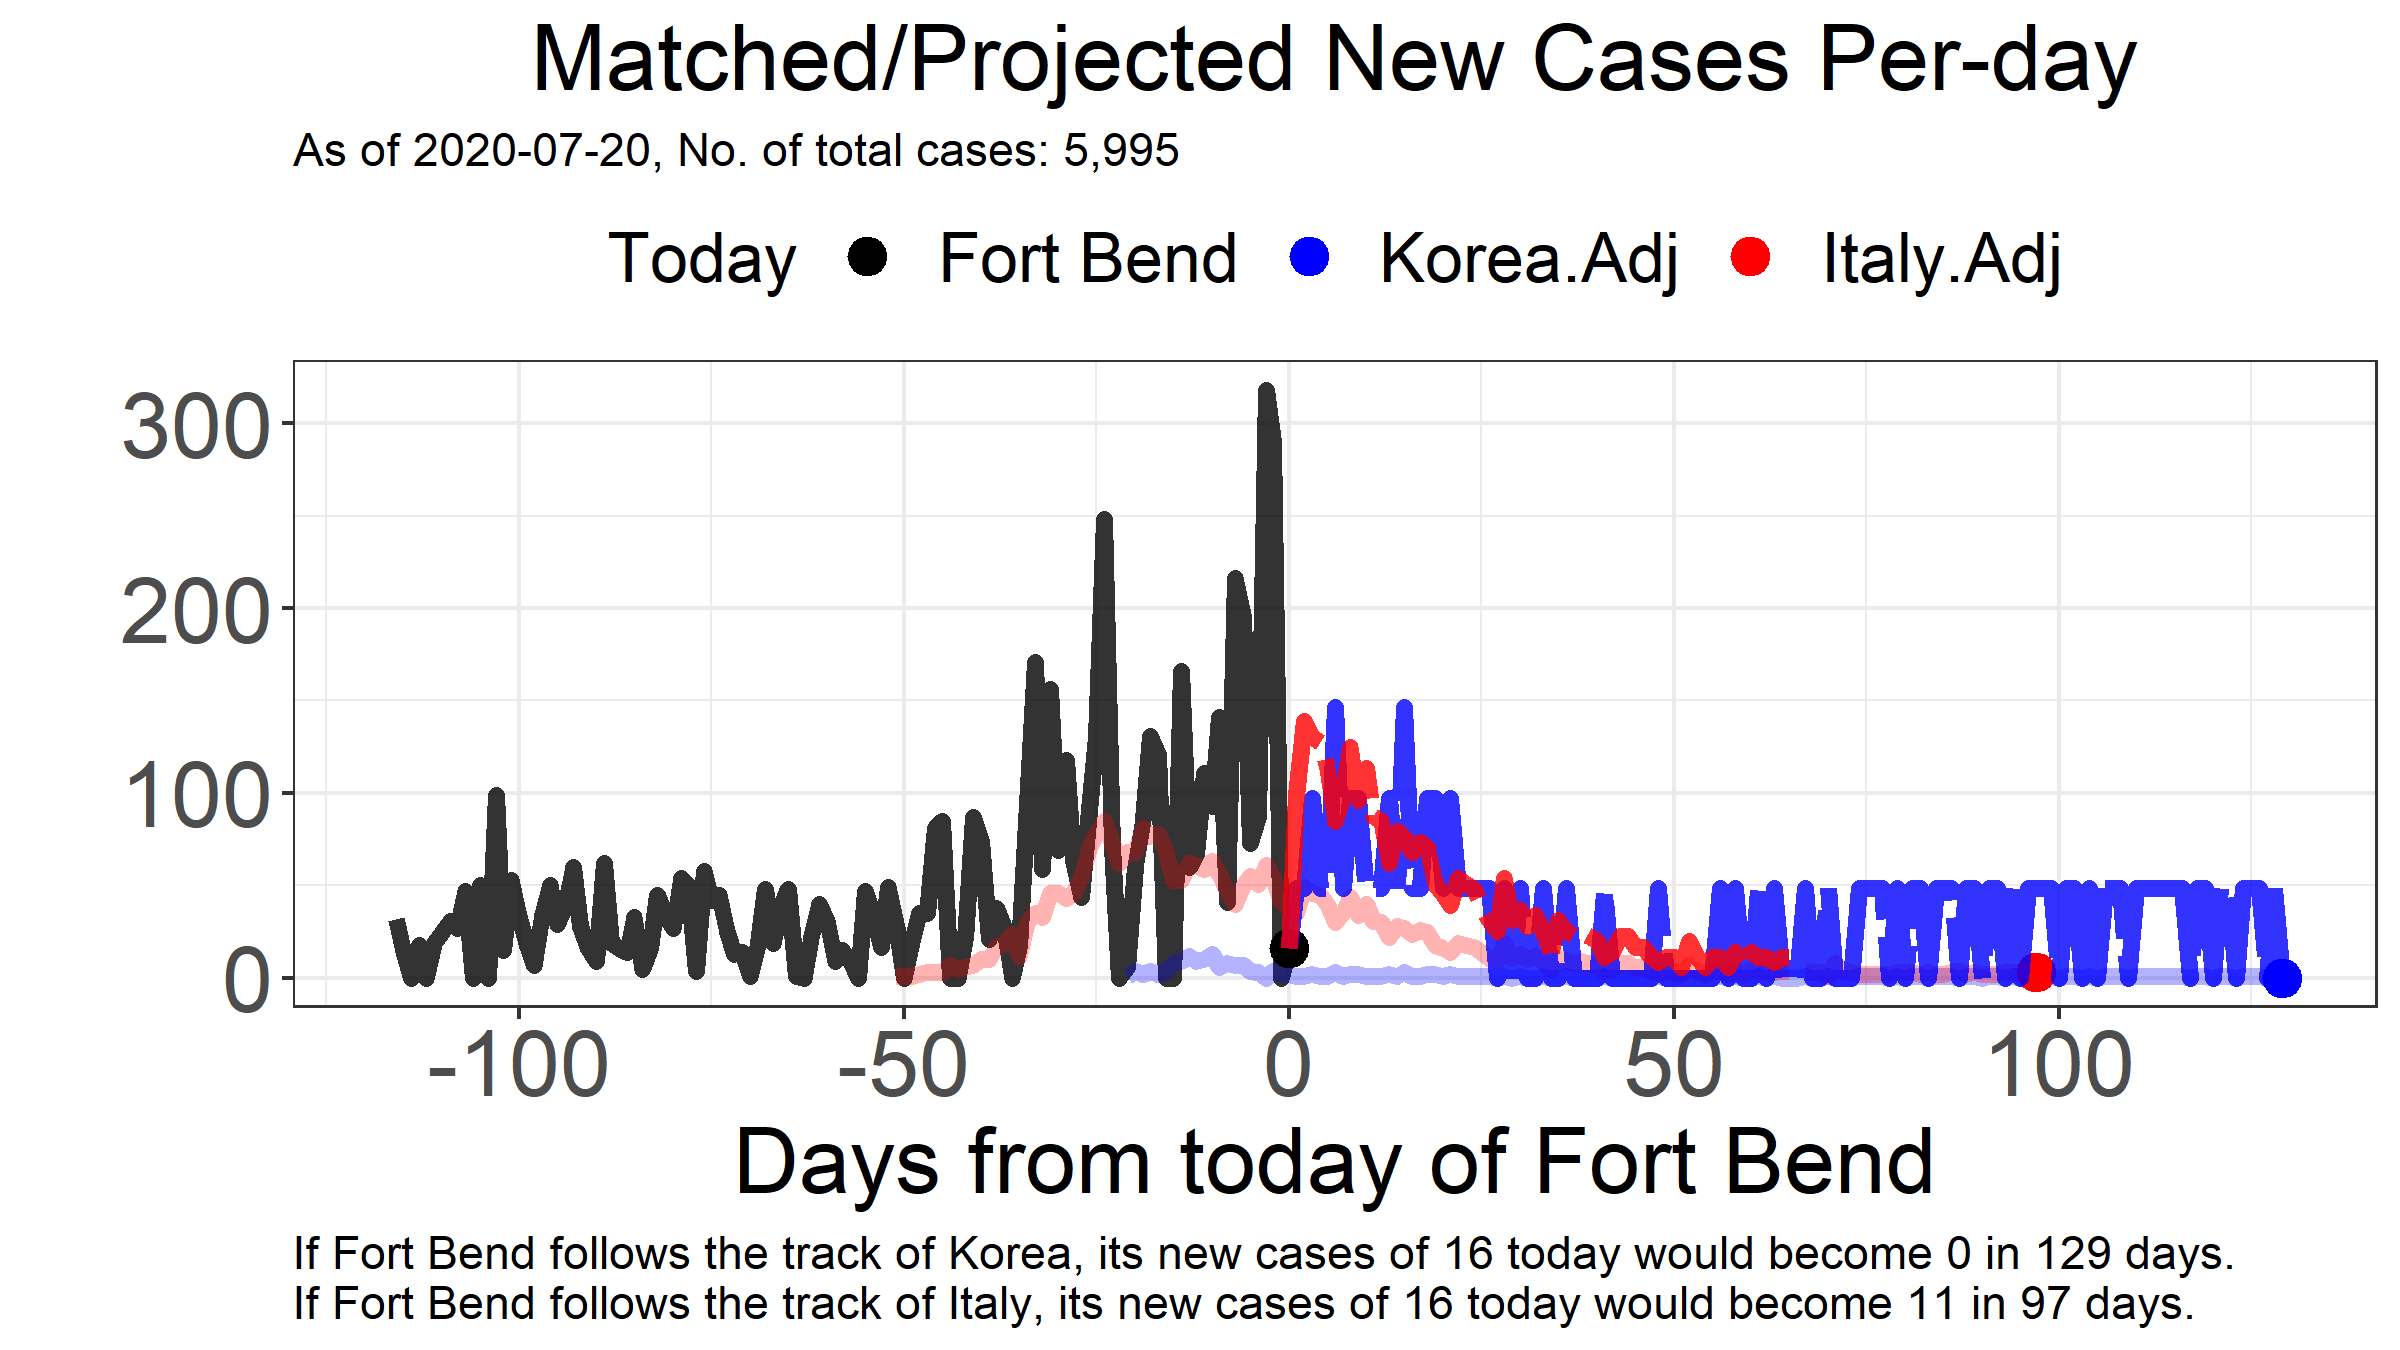 Matched/Projected New Cases Per-day
As of 2020-07-20, No. of total cases: 5,995
Today Fort Bend Korea.Adj Italy.Adj
300
200
100
0
-100 -50 0 50 100
Days from today of Fort Bend
If Fort Bend follows the track of Korea, its new cases of 16 today would become 0 in 129 days.
If Fort Bend follows the track of Italy, its new cases of 16 today would become 11 in 97 days.